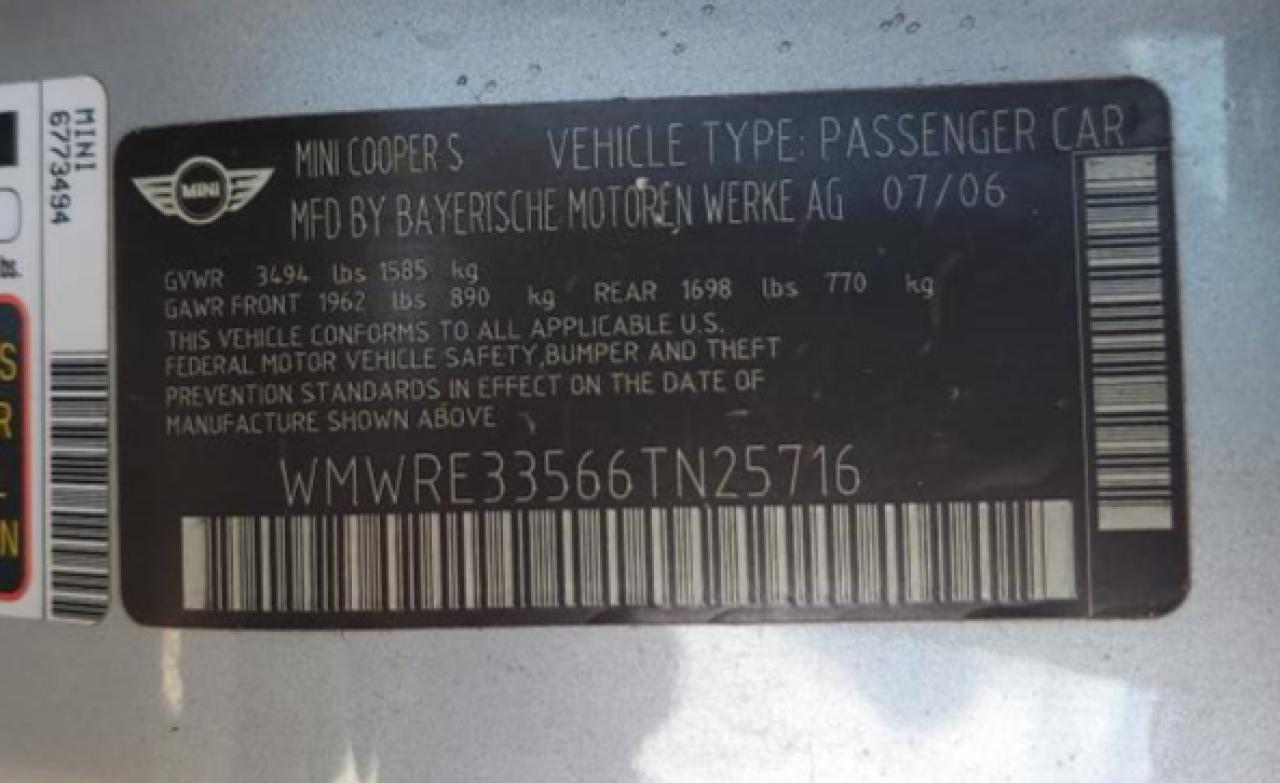 MINI
6773494
lbs.
S
R
L
N
MINI
MINI COOPER S VEHICLE TYPE: PASSENGER CAR
MFD BY BAYERISCHE MOTOREN WERKE AG 07/06
GVWR 3494 lbs 1585 kg
GAWR FRONT 1962 lbs 890 kg REAR 1698 lbs 770 kg
THIS VEHICLE CONFORMS TO ALL APPLICABLE U.S.
FEDERAL MOTOR VEHICLE SAFETY,BUMPER AND THEFT
PREVENTION STANDARDS IN EFFECT ON THE DATE OF
MANUFACTURE SHOWN ABOVE
WMWRE33566TN25716